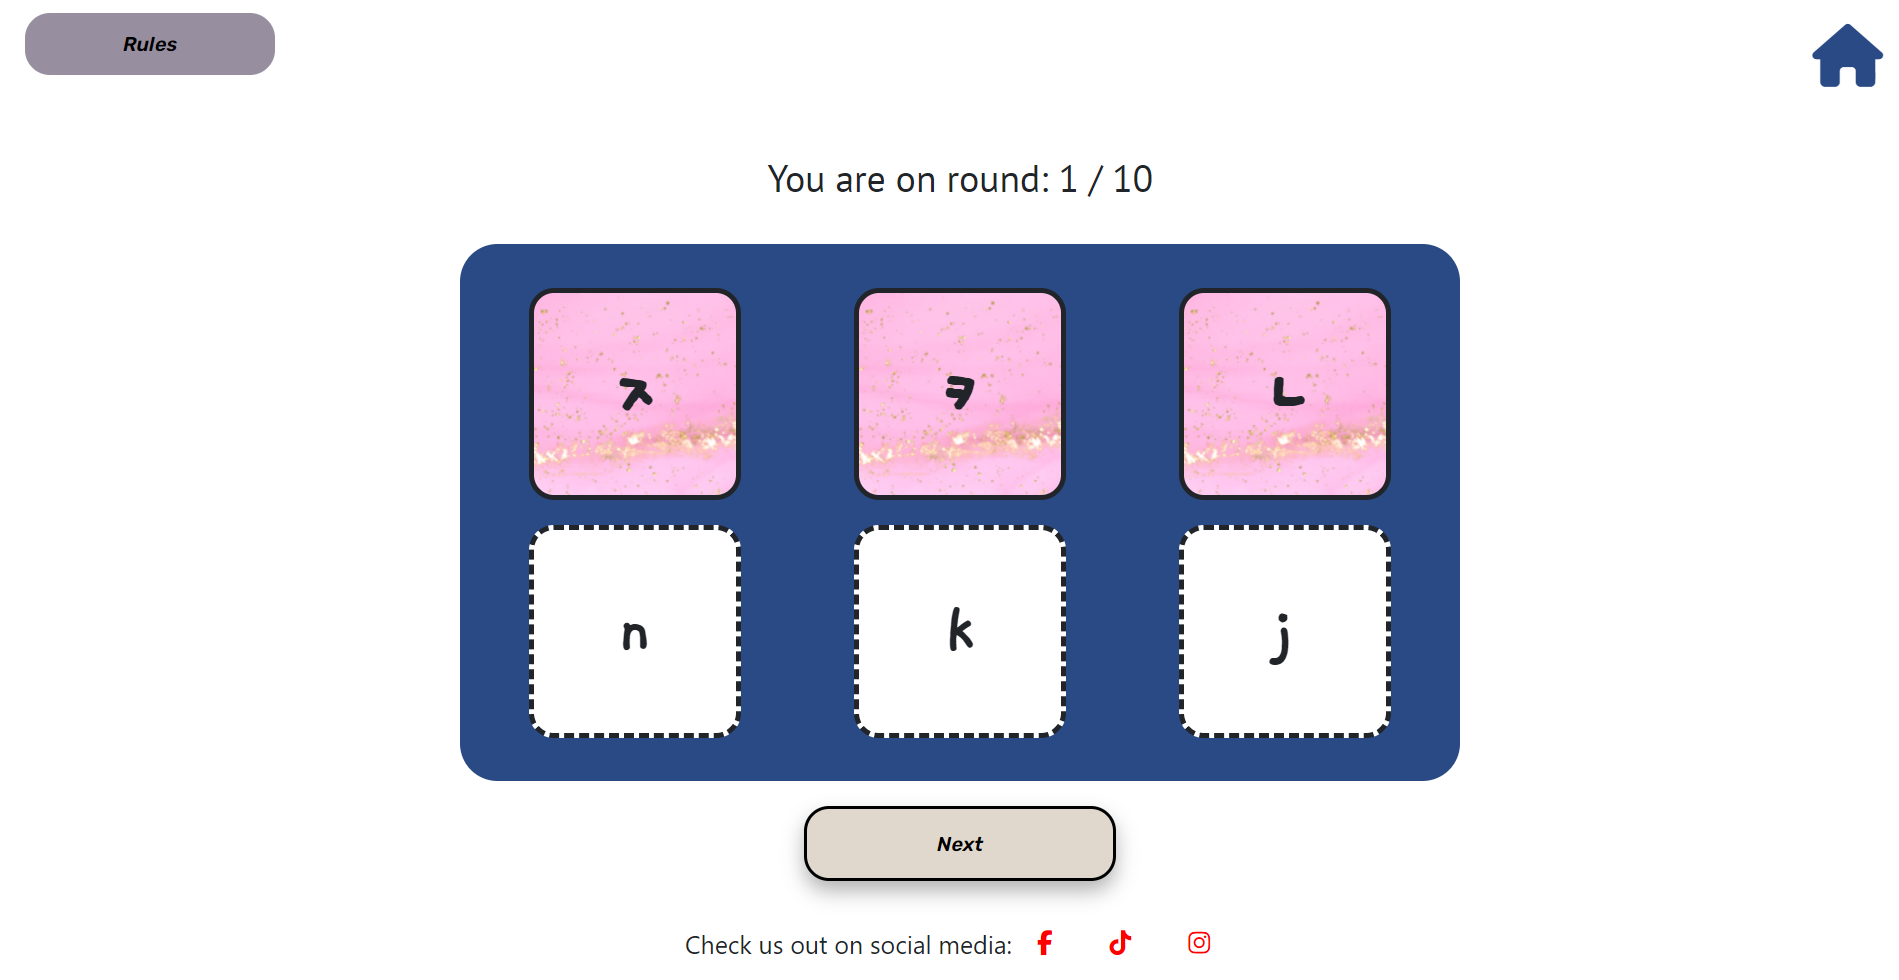 Rules
You are on round: 1 / 10
ㅈ ㅋ ㄴ
n k j
Next
Check us out on social media: